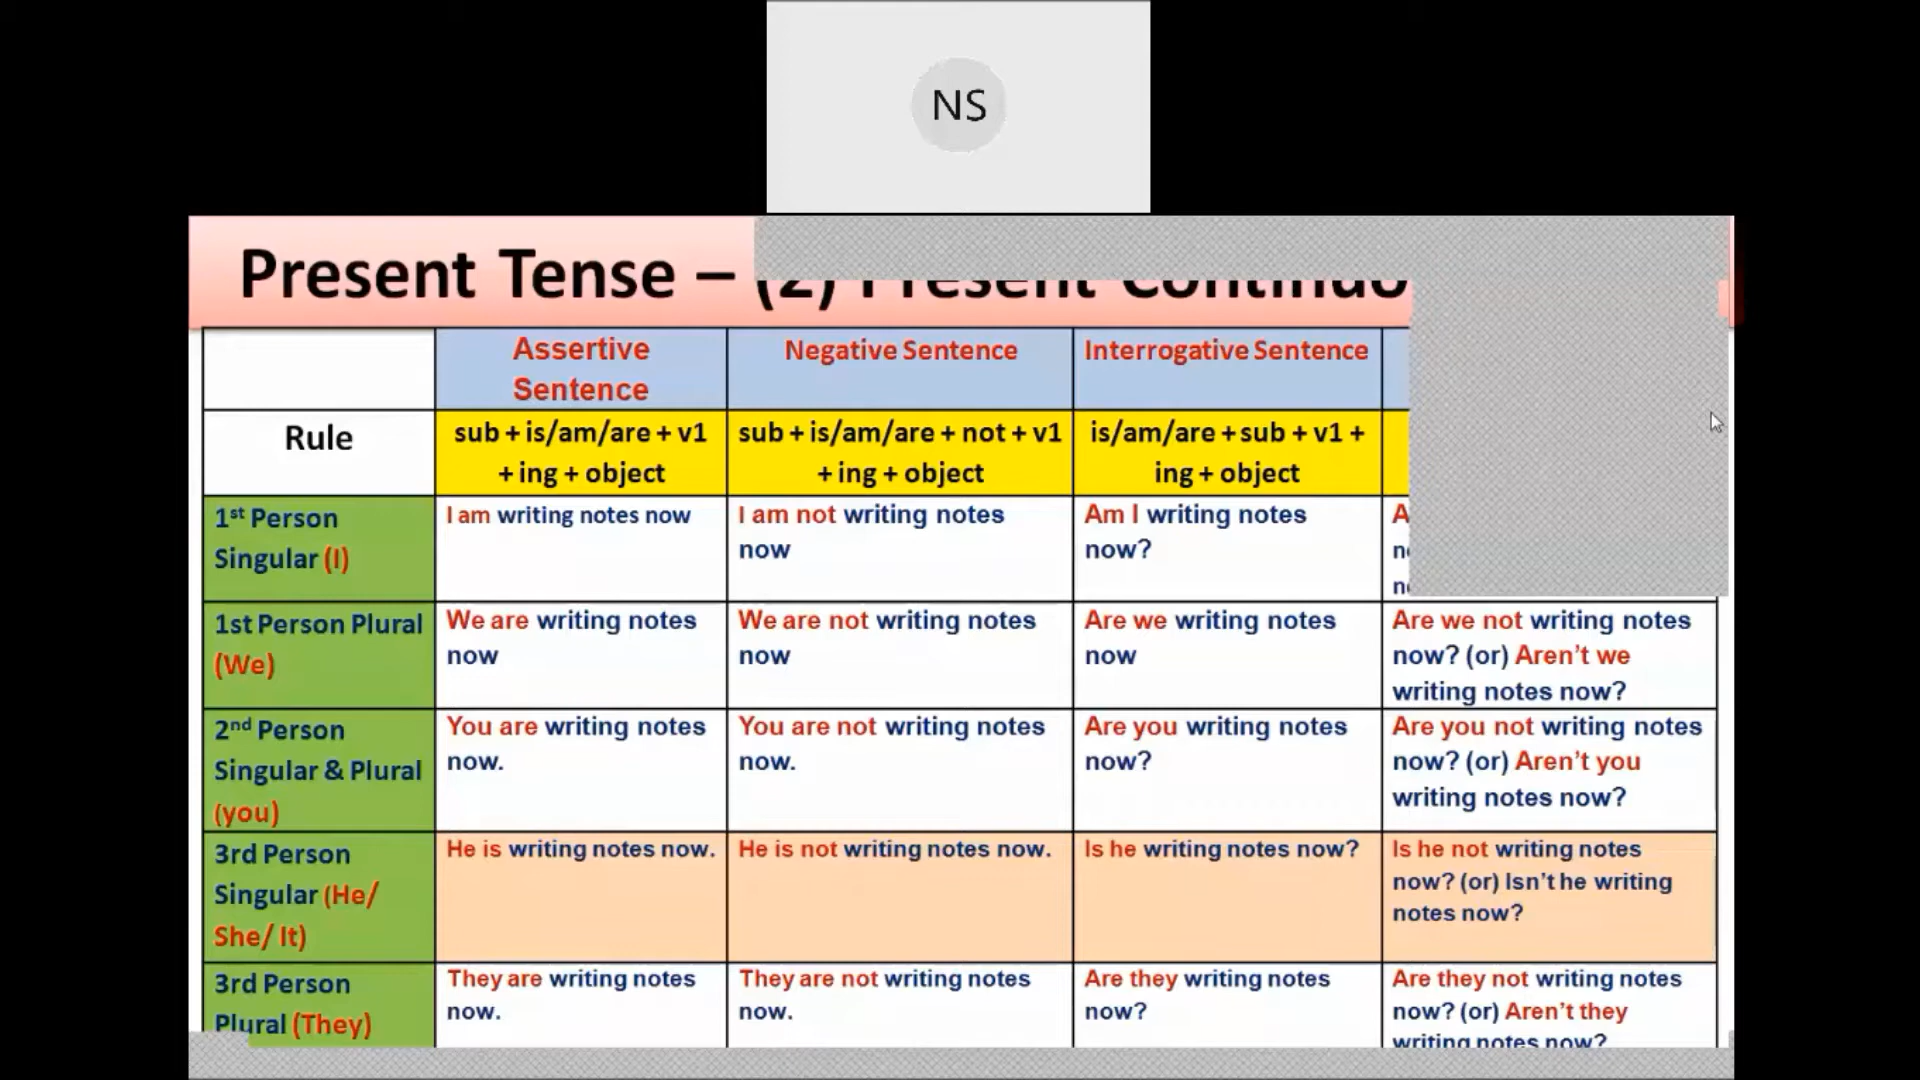 NS
Present Tense – (2) Present Continuo
Assertive
Sentence
Negative Sentence
Interrogative Sentence
Rule
sub + is/am/are + v1
+ ing + object
sub + is/am/are + not + v1
+ ing + object
is/am/are + sub + v1 +
ing + object
1st Person
Singular (I)
I am writing notes now
I am not writing notes
now
Am I writing notes
now?
1st Person Plural
(We)
We are writing notes
now
We are not writing notes
now
Are we writing notes
now
Are we not writing notes
now? (or) Aren't we
writing notes now?
2nd Person
Singular & Plural
(you)
You are writing notes
now.
You are not writing notes
now.
Are you writing notes
now?
Are you not writing notes
now? (or) Aren't you
writing notes now?
3rd Person
Singular (He/
She/ It)
He is writing notes now.
He is not writing notes now.
Is he writing notes now?
Is he not writing notes
now? (or) Isn't he writing
notes now?
3rd Person
Plural (They)
They are writing notes
now.
They are not writing notes
now.
Are they writing notes
now?
Are they not writing notes
now? (or) Aren't they
writing notes now?